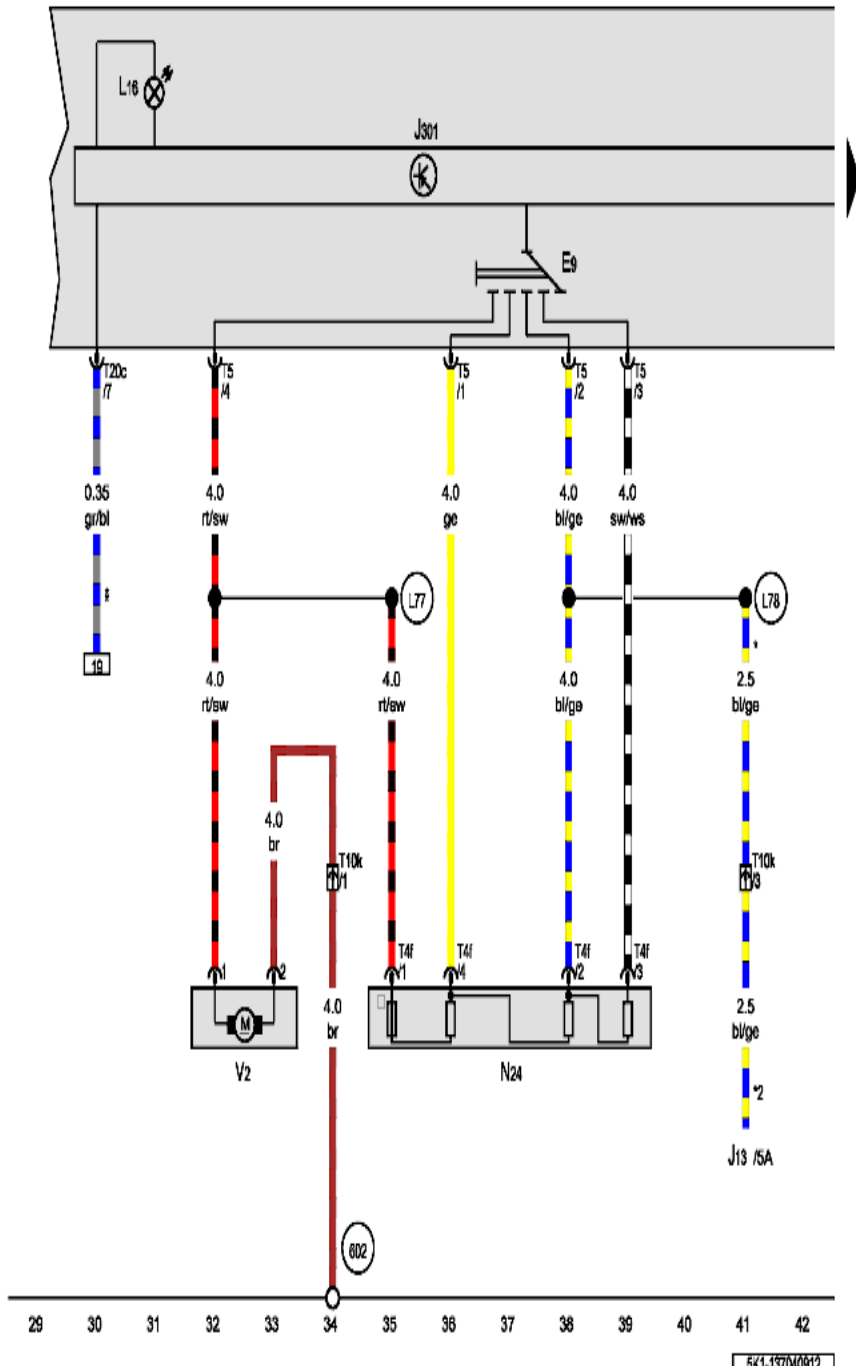 L16
J301
E9
T20c
/7
T5
/4
T5
/1
T5
/2
T5
/3
0.35
gr/bl
4.0
rt/sw
4.0
ge
4.0
bl/ge
4.0
sw/ws
*
L77
L78
19
4.0
rt/sw
4.0
rt/sw
4.0
bl/ge
*
2.5
bl/ge
4.0
br
T10k
/1
T10k
/3
1
2
T4f
/1
T4f
/4
T4f
/2
T4f
/3
M
4.0
br
2.5
bl/ge
V2
N24
*2
J13 /5A
602
29 30 31 32 33 34 35 36 37 38 39 40 41 42
5K1-137040912